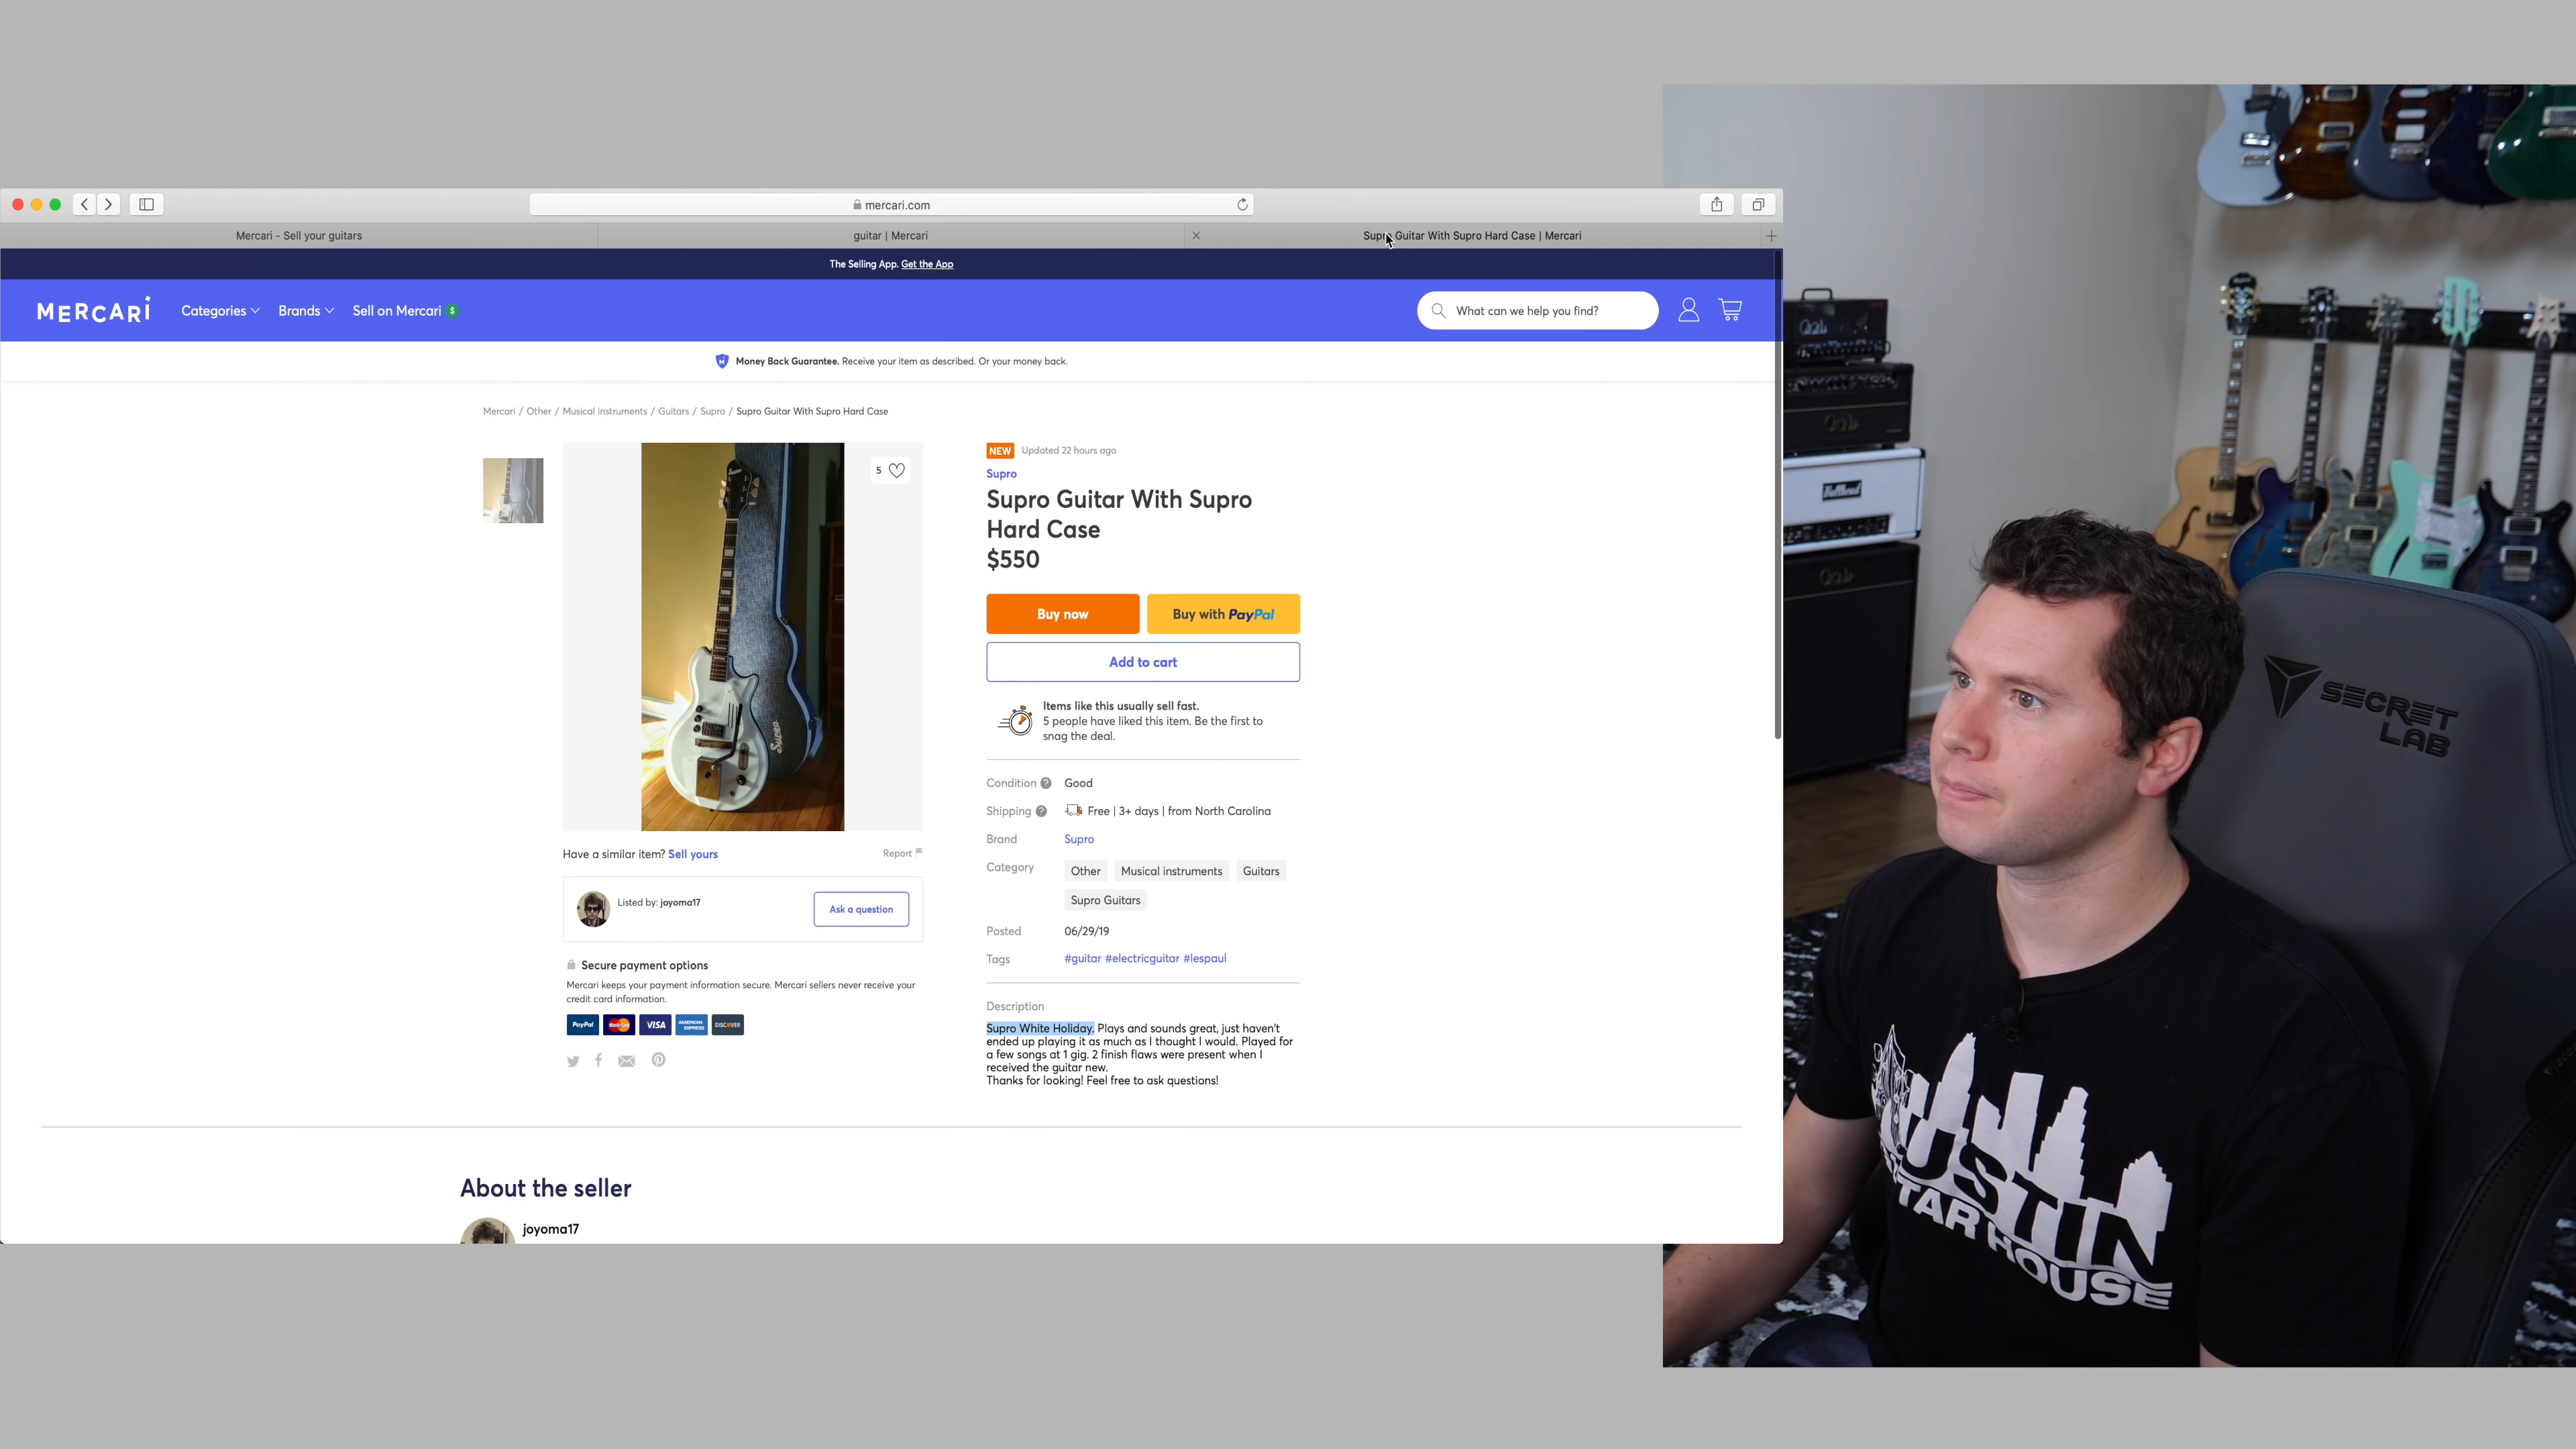 mercari.com
Mercari - Sell your guitars
guitar | Mercari
Supro Guitar With Supro Hard Case | Mercari
The Selling App. Get the App
MERCARI
Categories
Brands
Sell on Mercari
What can we help you find?
Money Back Guarantee. Receive your item as described. Or your money back.
Mercari / Other / Musical instruments / Guitars / Supro / Supro Guitar With Supro Hard Case
5
Supro
NEW Updated 22 hours ago
Supro
Supro Guitar With Supro
Hard Case
$550
Buy now
Buy with PayPal
Add to cart
Items like this usually sell fast.
5 people have liked this item. Be the first to
snag the deal.
Condition Good
Shipping Free | 3+ days | from North Carolina
Brand Supro
Category Other Musical instruments Guitars
Supro Guitars
Posted 06/29/19
Tags #guitar #electricguitar #lespaul
Description
Supro White Holiday. Plays and sounds great, just haven't
ended up playing it as much as I thought I would. Played for
a few songs at 1 gig. 2 finish flaws were present when I
received the guitar new.
Thanks for looking! Feel free to ask questions!
Have a similar item? Sell yours
Report
Listed by: joyoma17
Ask a question
Secure payment options
Mercari keeps your payment information secure. Mercari sellers never receive your
credit card information.
PayPal
VISA
AMERICAN
EXPRESS
DISCOVER
About the seller
joyoma17
SECRET
LAB
HOUSE